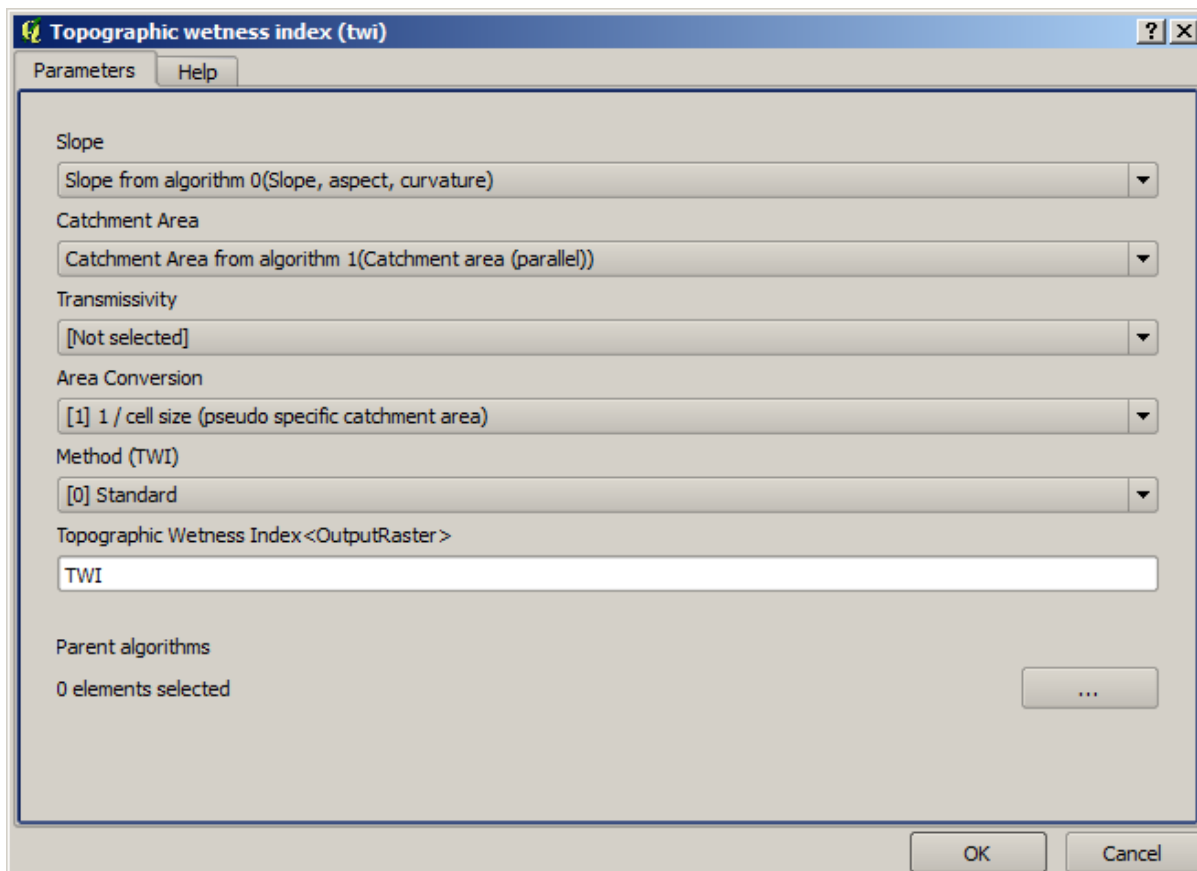 Topographic wetness index (twi)
Parameters Help
Slope
Slope from algorithm 0(Slope, aspect, curvature)
Catchment Area
Catchment Area from algorithm 1(Catchment area (parallel))
Transmissivity
[Not selected]
Area Conversion
[1] 1 / cell size (pseudo specific catchment area)
Method (TWI)
[0] Standard
Topographic Wetness Index<OutputRaster>
TWI
Parent algorithms
0 elements selected ...
OK Cancel